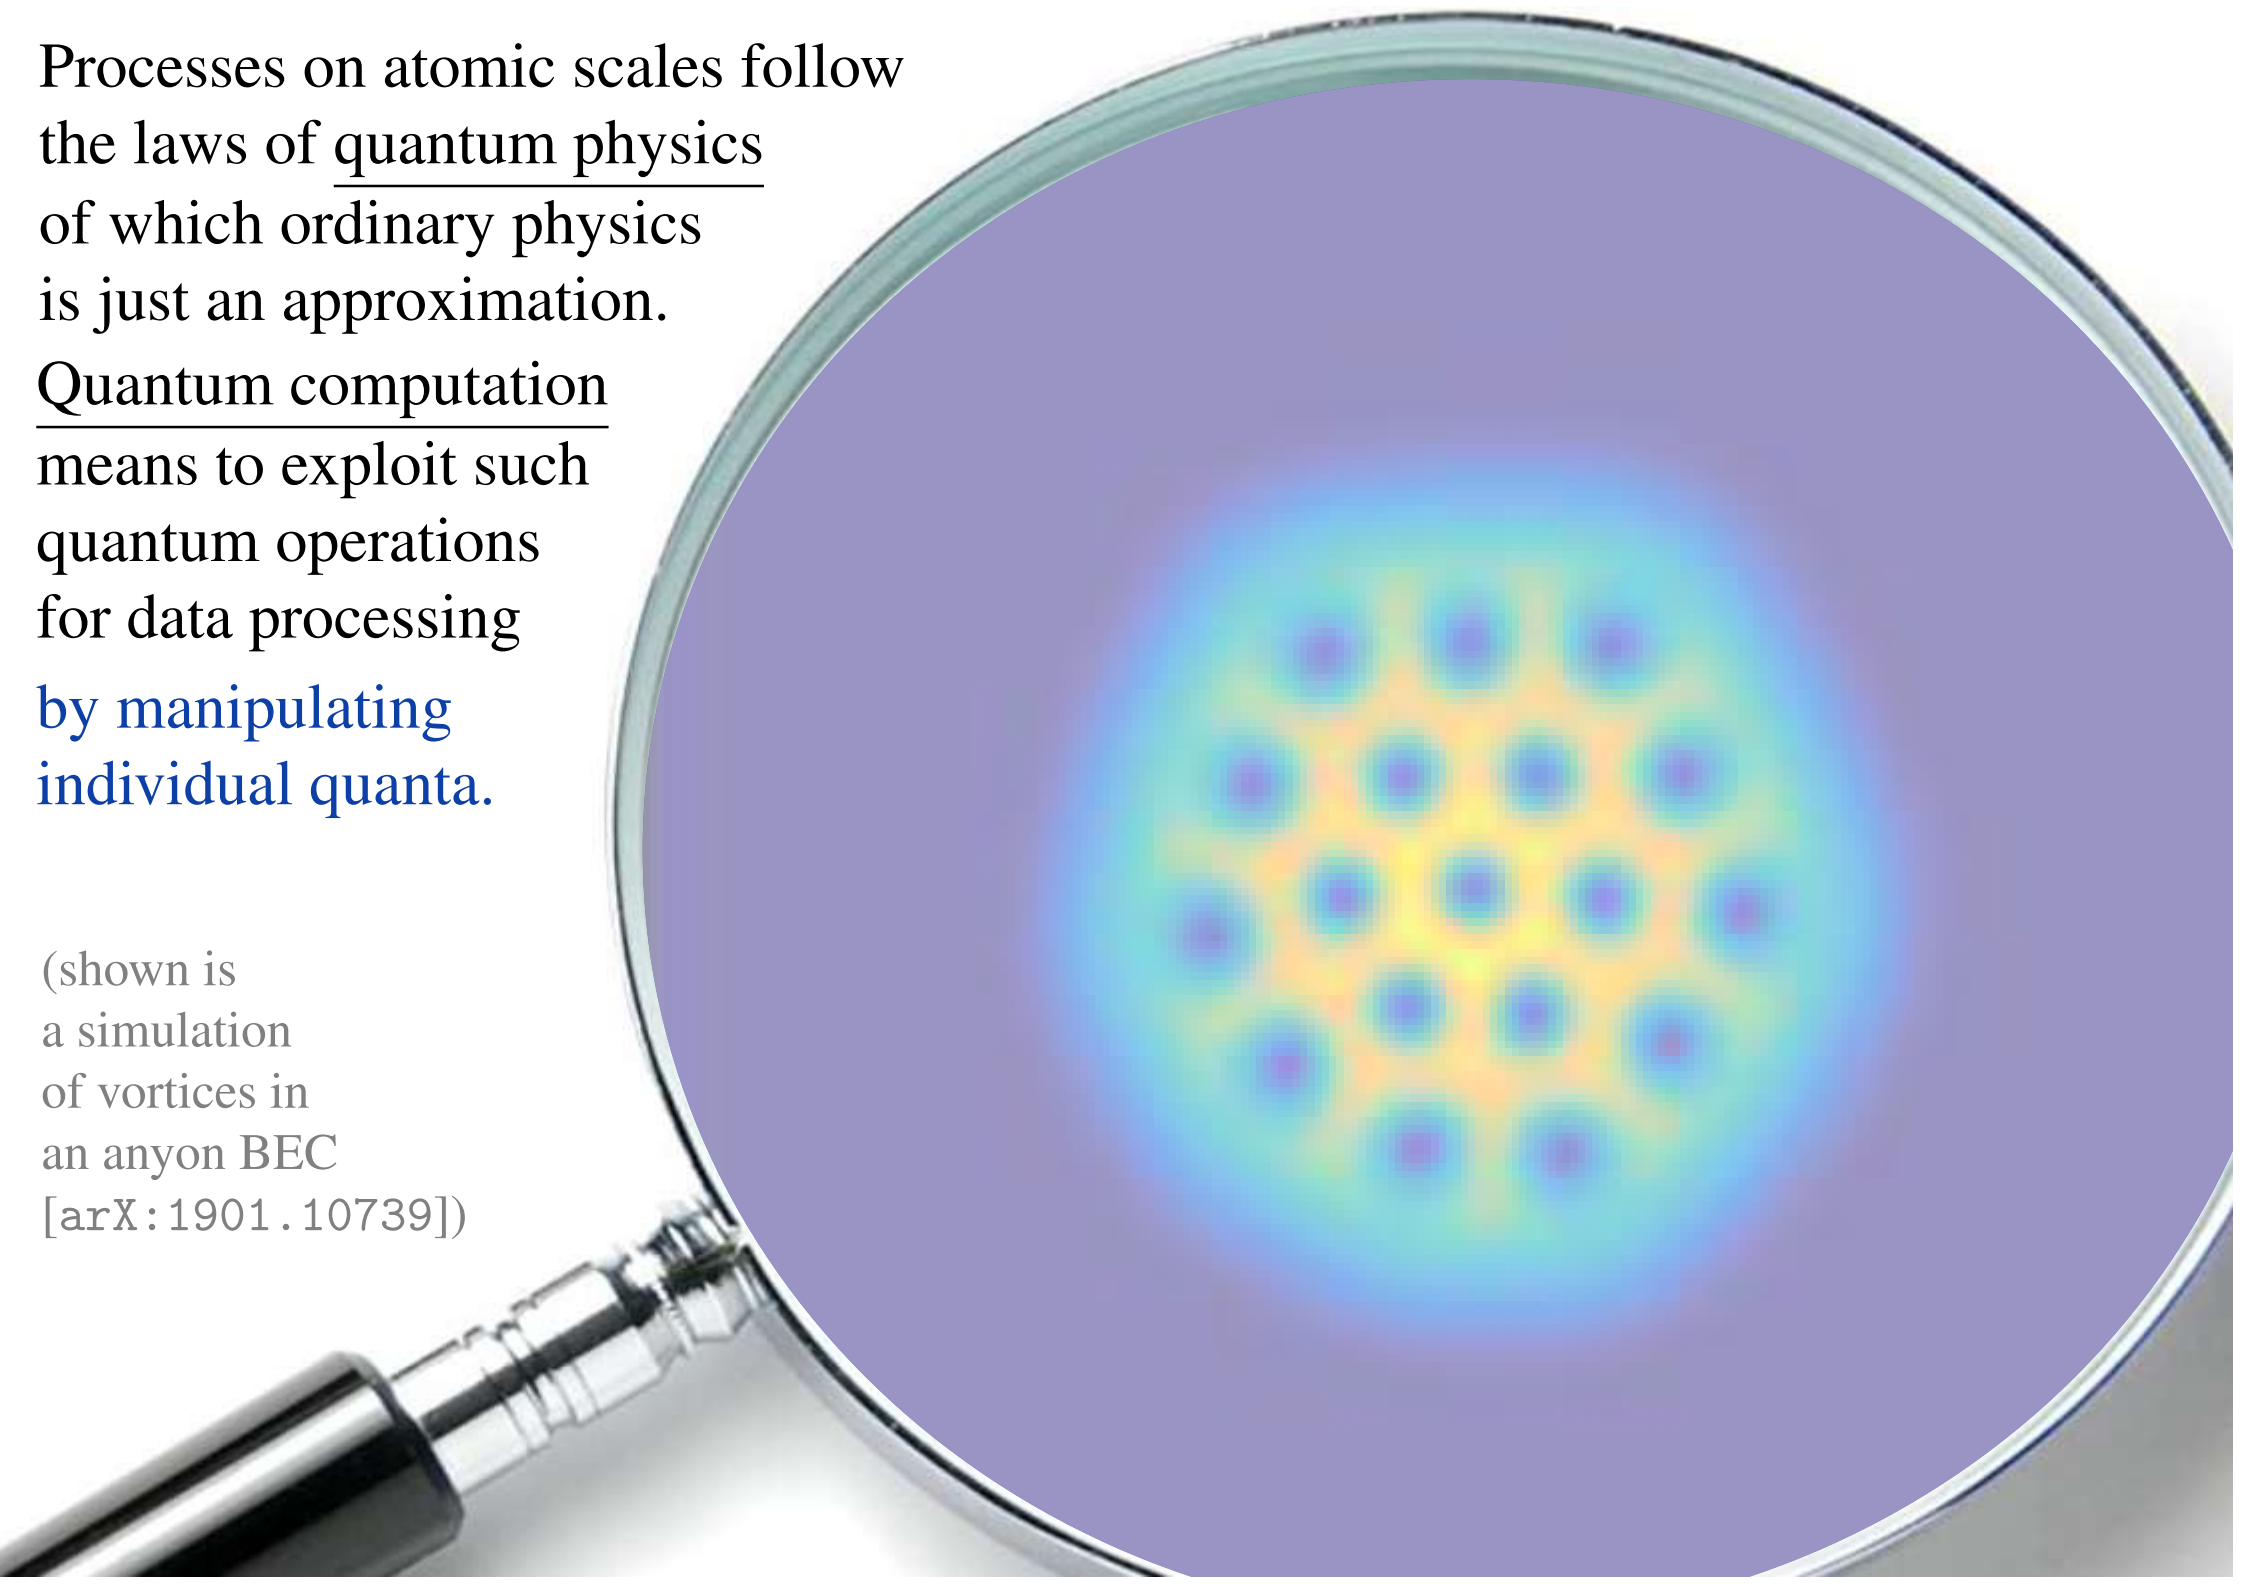 Processes on atomic scales follow
the laws of quantum physics
of which ordinary physics
is just an approximation.
Quantum computation
means to exploit such
quantum operations
for data processing
by manipulating
individual quanta.
(shown is
a simulation
of vortices in
an anyon BEC
[arX:1901.10739])